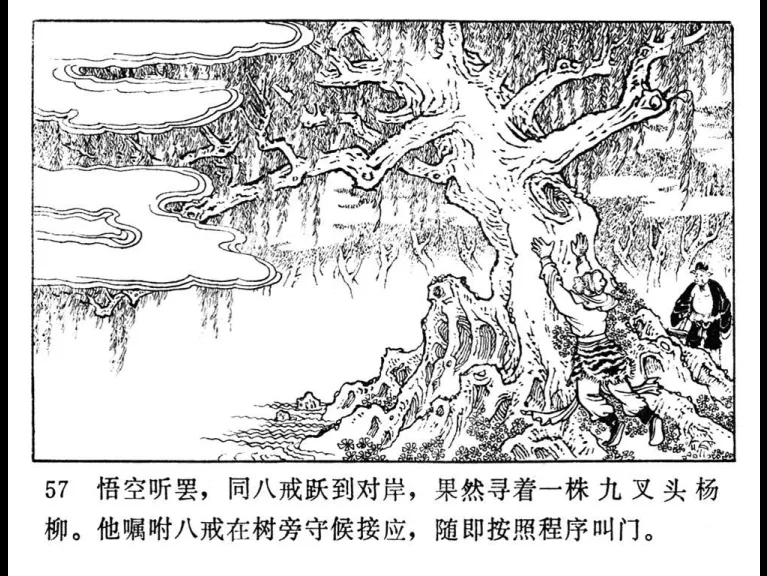 57 悟空听罢，同八戒跃到对岸，果然寻着一株九叉头杨
柳。他嘱咐八戒在树旁守候接应，随即按照程序叫门。